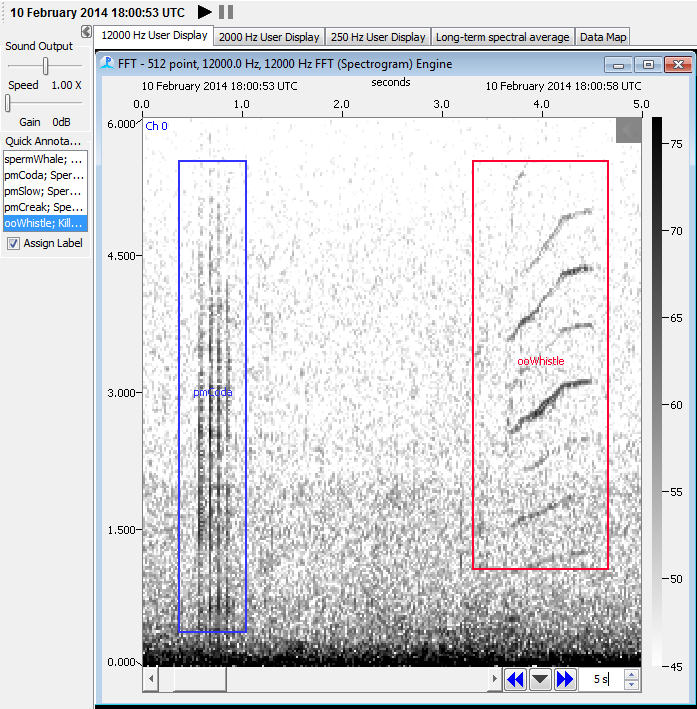 10 February 2014 18:00:53 UTC
Sound Output
Speed 1.00 X
Gain 0dB
Quick Annota...
spermWhale; ...
pmCoda; Sper...
pmSlow; Sper...
pmCreak; Spe...
ooWhistle; Kill...
Assign Label
12000 Hz User Display
2000 Hz User Display
250 Hz User Display
Long-term spectral average
Data Map
FFT - 512 point, 12000.0 Hz, 12000 Hz FFT (Spectrogram) Engine
10 February 2014 18:00:53 UTC
seconds
10 February 2014 18:00:58 UTC
0.0 1.0 2.0 3.0 4.0 5.0
Ch 0
6.000
4.500
3.000
1.500
0.000
pmCoda
ooWhistle
75
70
65
60
55
50
45
5 s